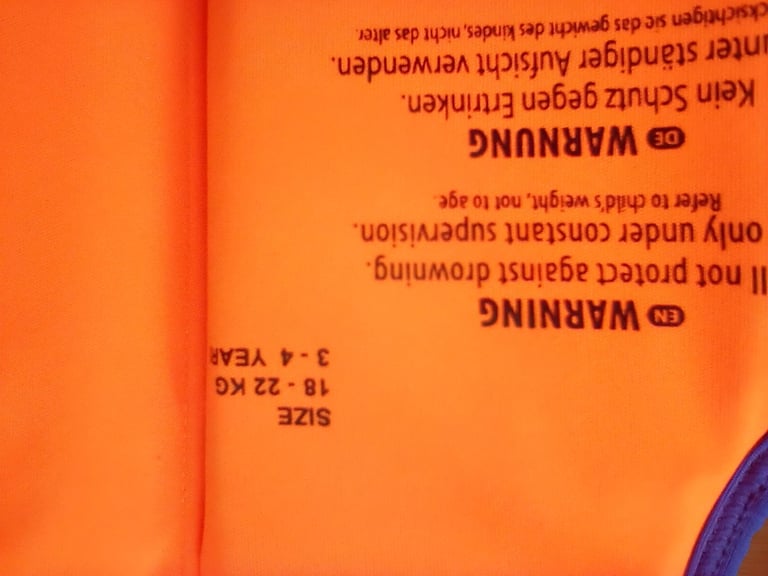 SIZE
18 - 22 KG
3 - 4 YEAR
EN WARNING
ll not protect against drowning.
only under constant supervision.
Refer to child's weight, not to age.
DE WARNUNG
Kein Schutz gegen Ertrinken.
unter ständiger Aufsicht verwenden.
cksichtigen sie das gewicht des kindes, nicht das alter.